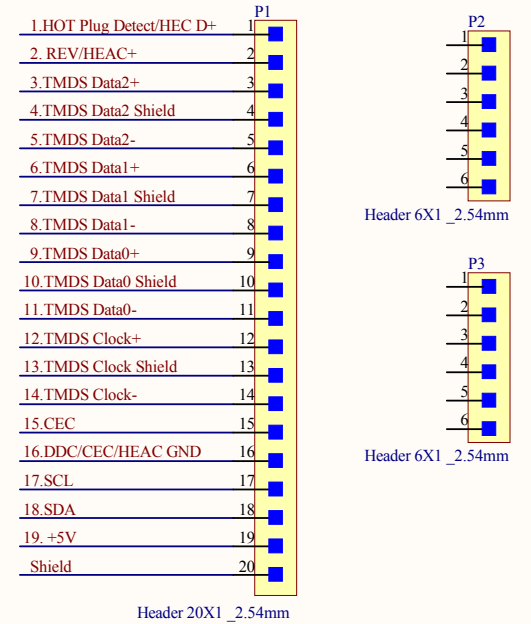 P1
1.HOT Plug Detect/HEC D+ 1
2. REV/HEAC+ 2
3.TMDS Data2+ 3
4.TMDS Data2 Shield 4
5.TMDS Data2- 5
6.TMDS Data1+ 6
7.TMDS Data1 Shield 7
8.TMDS Data1- 8
9.TMDS Data0+ 9
10.TMDS Data0 Shield 10
11.TMDS Data0- 11
12.TMDS Clock+ 12
13.TMDS Clock Shield 13
14.TMDS Clock- 14
15.CEC 15
16.DDC/CEC/HEAC GND 16
17.SCL 17
18.SDA 18
19. +5V 19
Shield 20
Header 20X1 _2.54mm
P2
1
2
3
4
5
6
Header 6X1 _2.54mm
P3
1
2
3
4
5
6
Header 6X1 _2.54mm